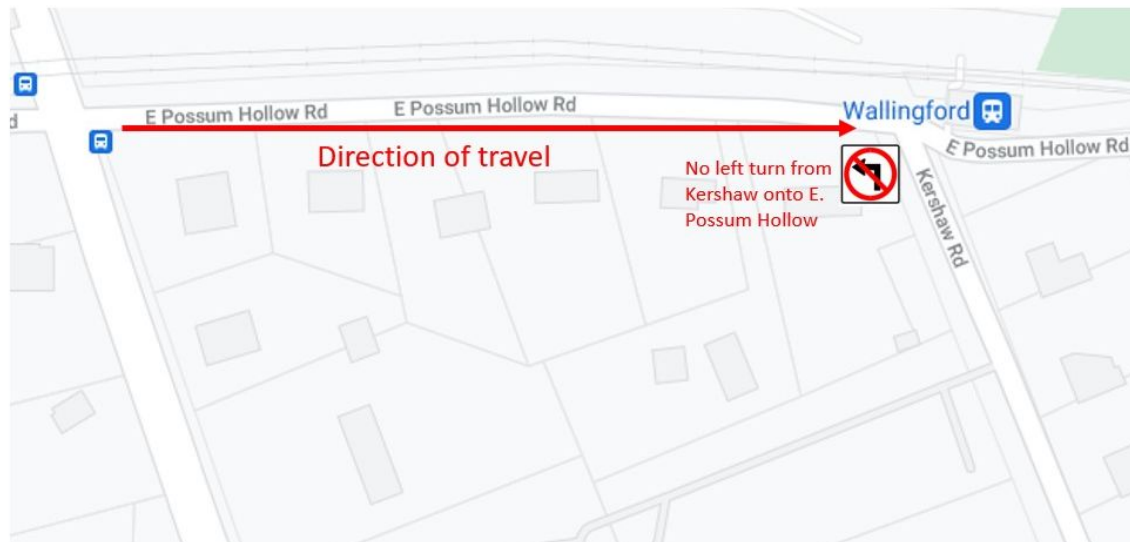 E Possum Hollow Rd
E Possum Hollow Rd
Wallingford
d
Direction of travel
No left turn from
Kershaw onto E.
Possum Hollow
E Possum Hollow Rd
Kershaw Rd